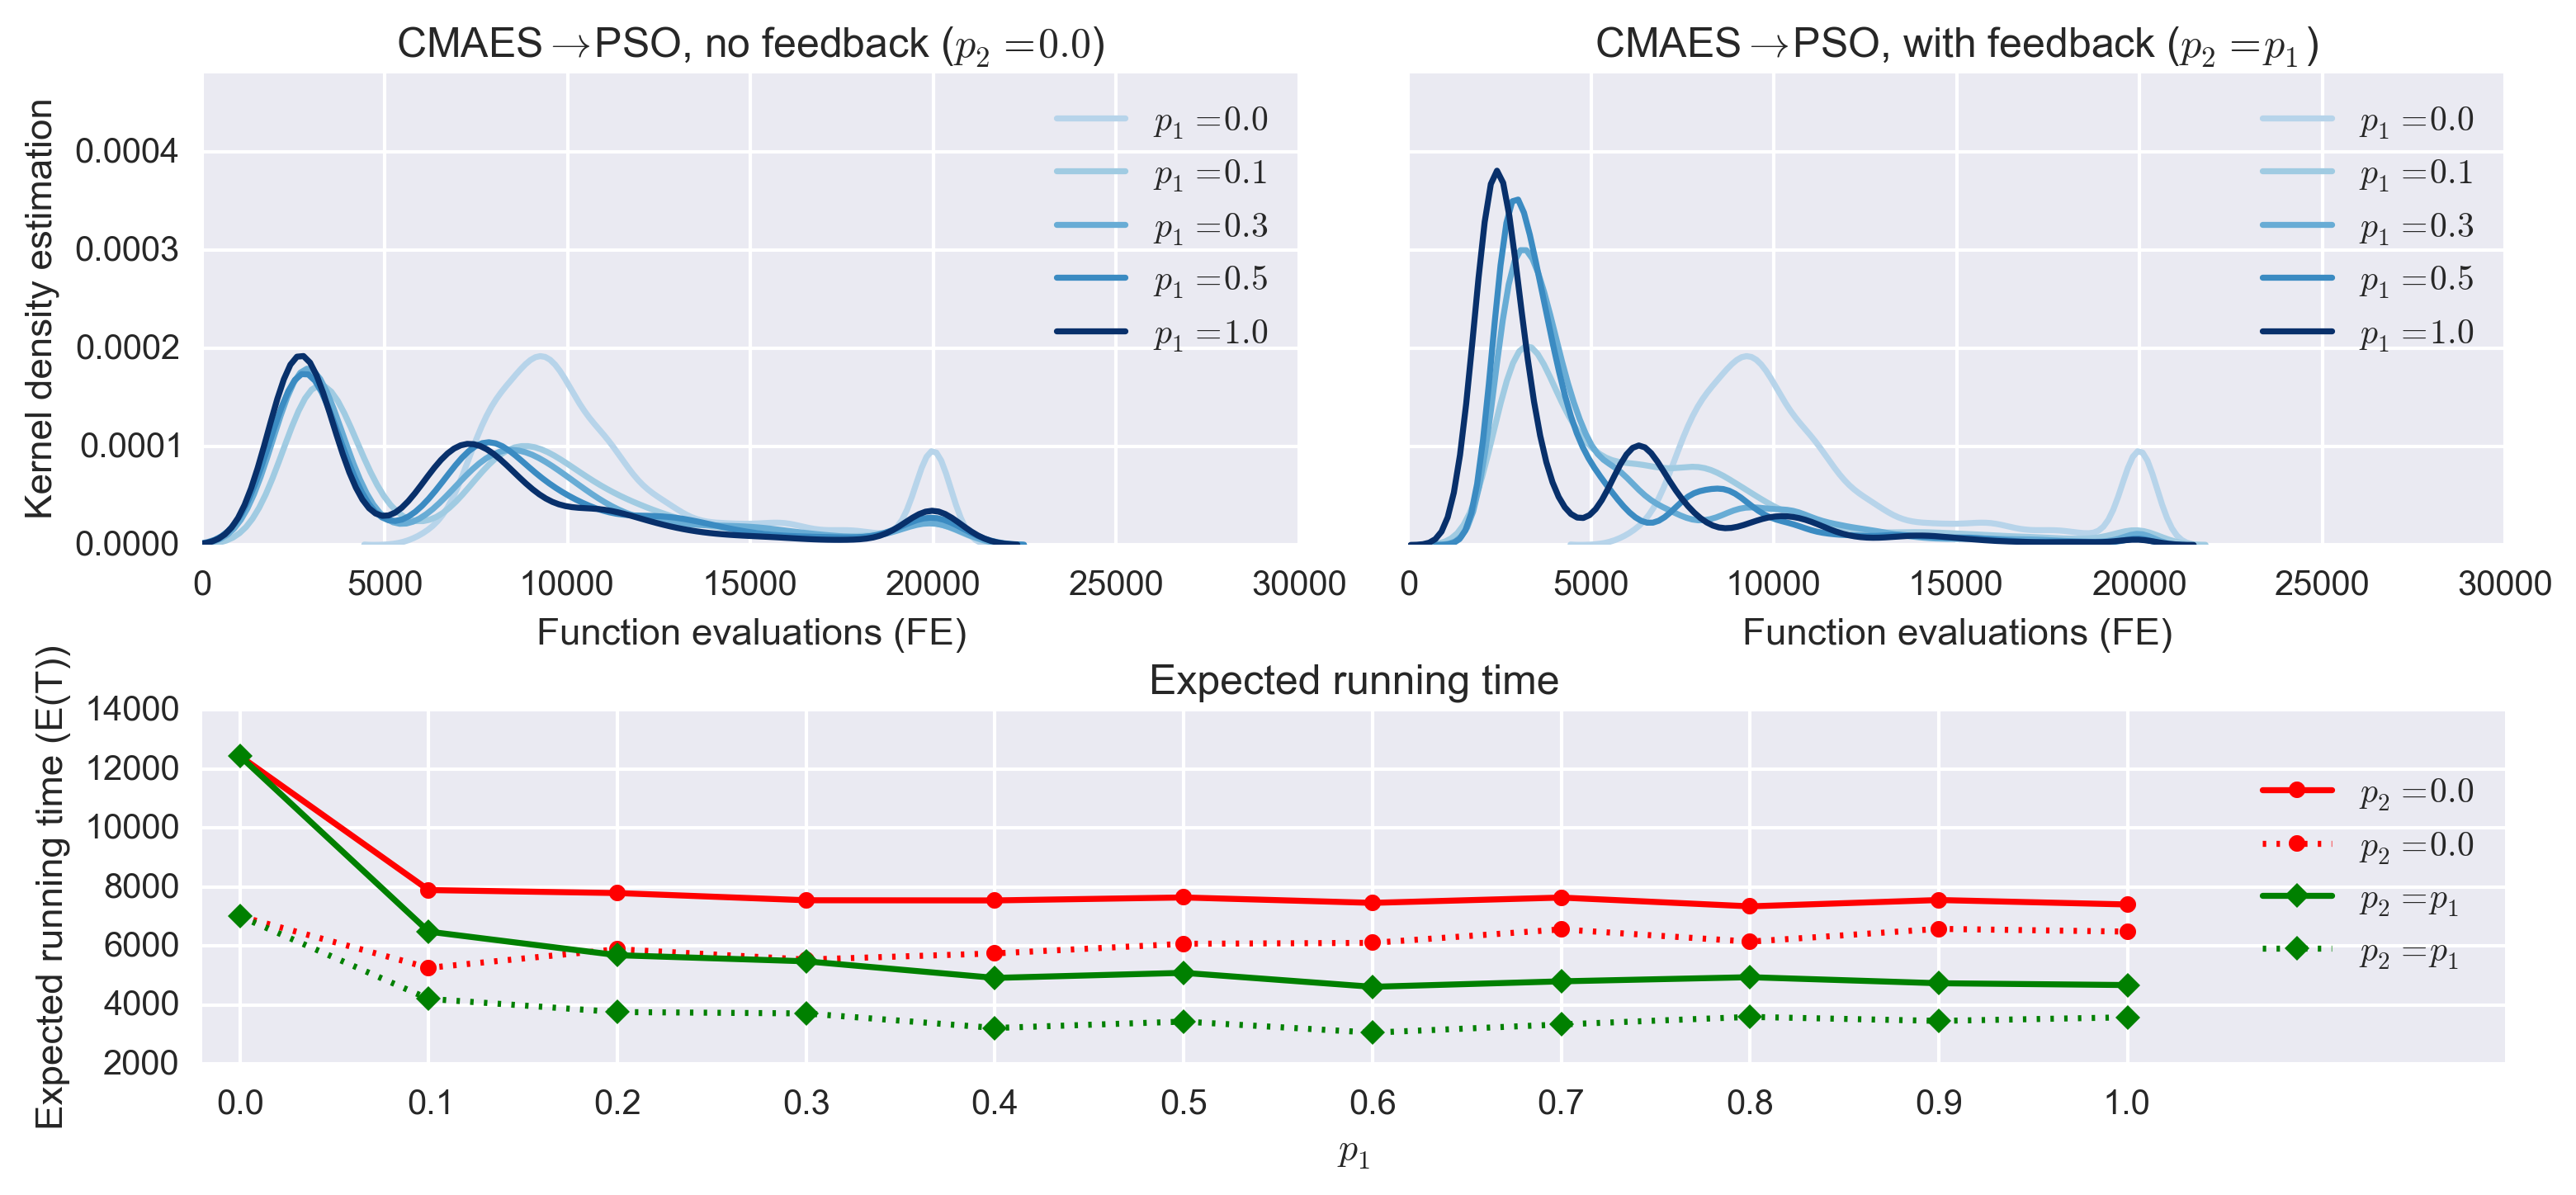 CMAES→PSO, no feedback (p₂ = 0.0)
CMAES→PSO, with feedback (p₂ = p₁)
Kernel density estimation
0.0004
0.0003
0.0002
0.0001
0.0000
p₁ = 0.0
p₁ = 0.1
p₁ = 0.3
p₁ = 0.5
p₁ = 1.0
0 5000 10000 15000 20000 25000 30000
Function evaluations (FE)
p₁ = 0.0
p₁ = 0.1
p₁ = 0.3
p₁ = 0.5
p₁ = 1.0
0 5000 10000 15000 20000 25000 30000
Function evaluations (FE)
Expected running time
Expected running time (E(T))
14000
12000
10000
8000
6000
4000
2000
p₂ = 0.0
p₂ = 0.0
p₂ = p₁
p₂ = p₁
0.0 0.1 0.2 0.3 0.4 0.5 0.6 0.7 0.8 0.9 1.0
p₁